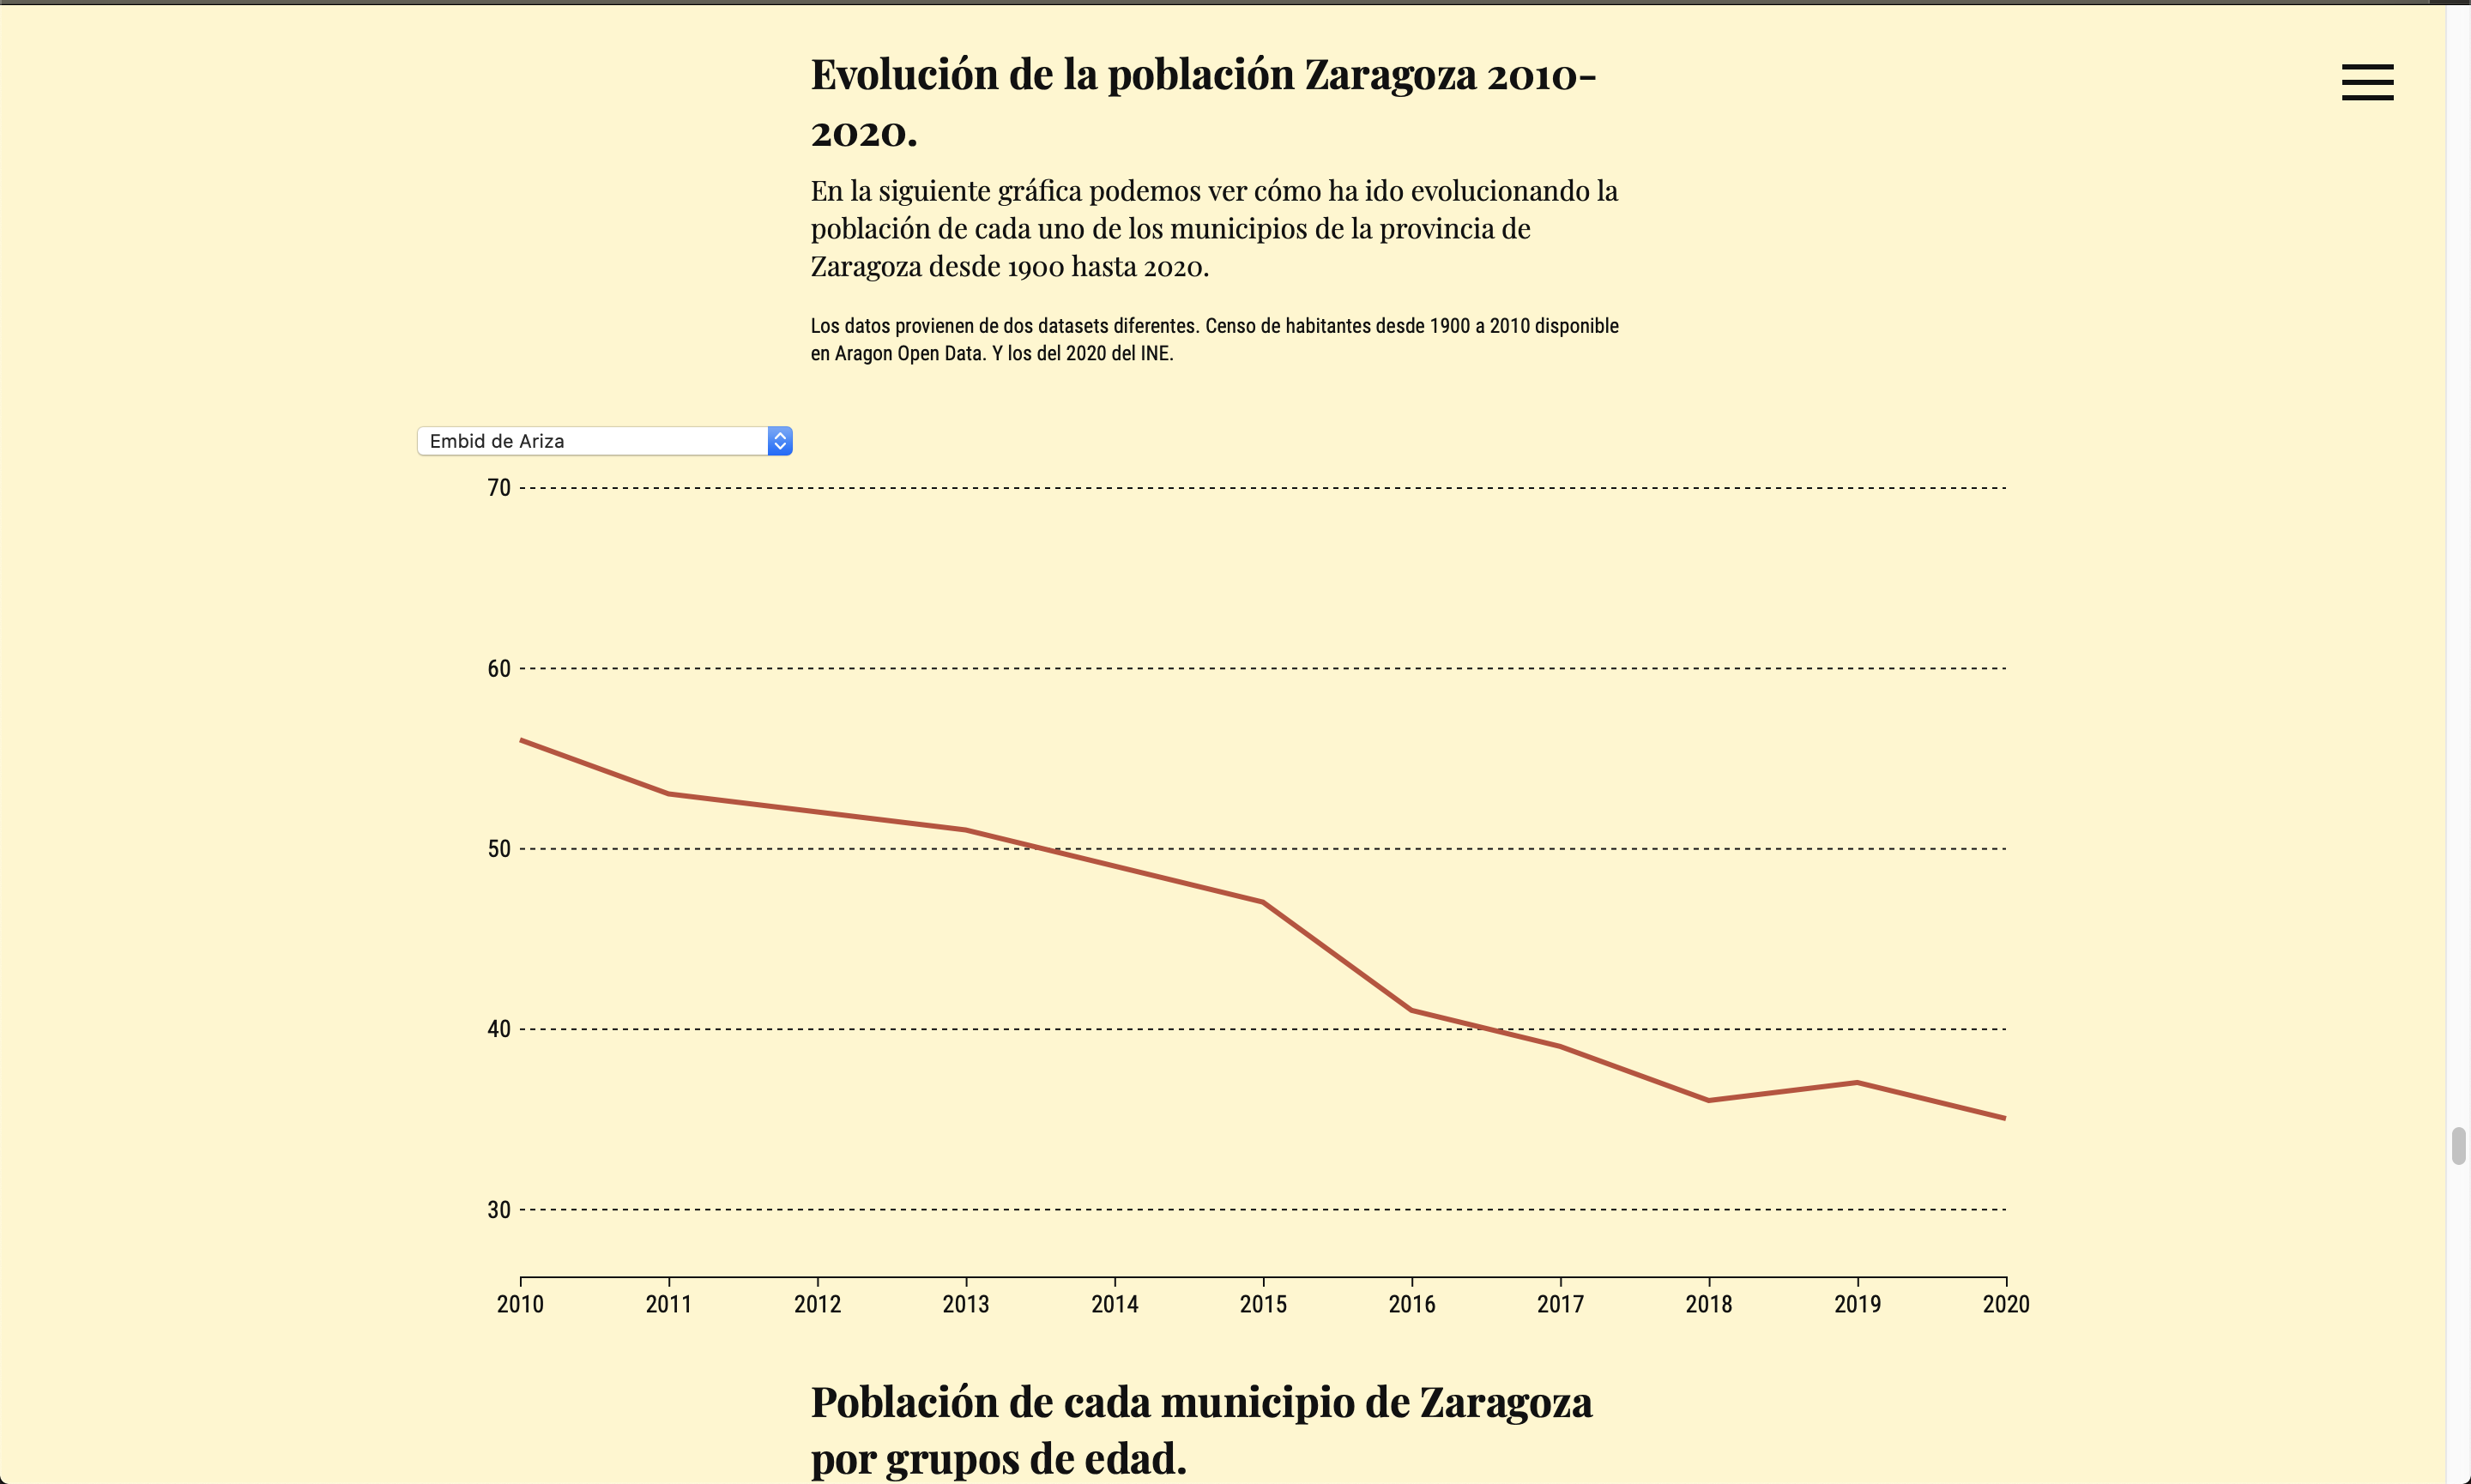 Evolución de la población Zaragoza 2010-
2020.
En la siguiente gráfica podemos ver cómo ha ido evolucionando la
población de cada uno de los municipios de la provincia de
Zaragoza desde 1900 hasta 2020.
Los datos provienen de dos datasets diferentes. Censo de habitantes desde 1900 a 2010 disponible
en Aragon Open Data. Y los del 2020 del INE.
Embid de Ariza
70
60
50
40
30
2010 2011 2012 2013 2014 2015 2016 2017 2018 2019 2020
Población de cada municipio de Zaragoza
por grupos de edad.